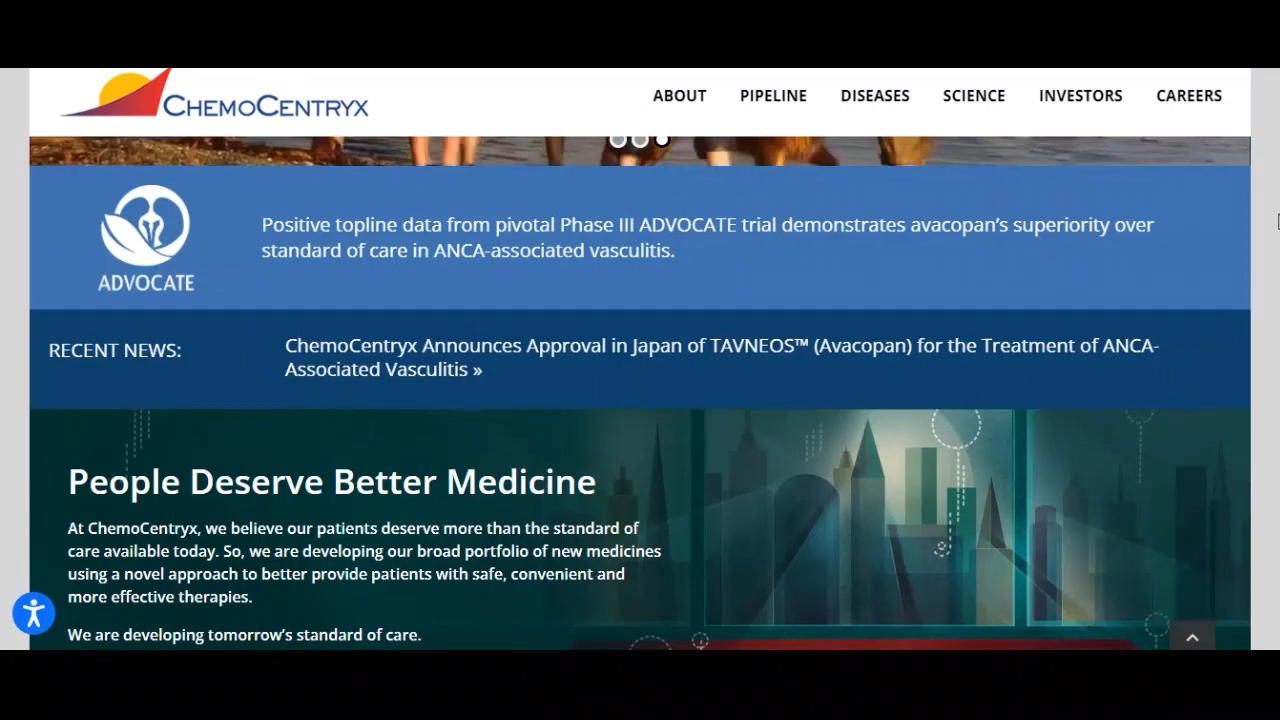 ChemoCentryx
ABOUT PIPELINE DISEASES SCIENCE INVESTORS CAREERS
ADVOCATE
Positive topline data from pivotal Phase III ADVOCATE trial demonstrates avacopan’s superiority over
standard of care in ANCA-associated vasculitis.
RECENT NEWS:
ChemoCentryx Announces Approval in Japan of TAVNEOS™ (Avacopan) for the Treatment of ANCA-
Associated Vasculitis »
People Deserve Better Medicine
At ChemoCentryx, we believe our patients deserve more than the standard of
care available today. So, we are developing our broad portfolio of new medicines
using a novel approach to better provide patients with safe, convenient and
more effective therapies.
We are developing tomorrow’s standard of care.